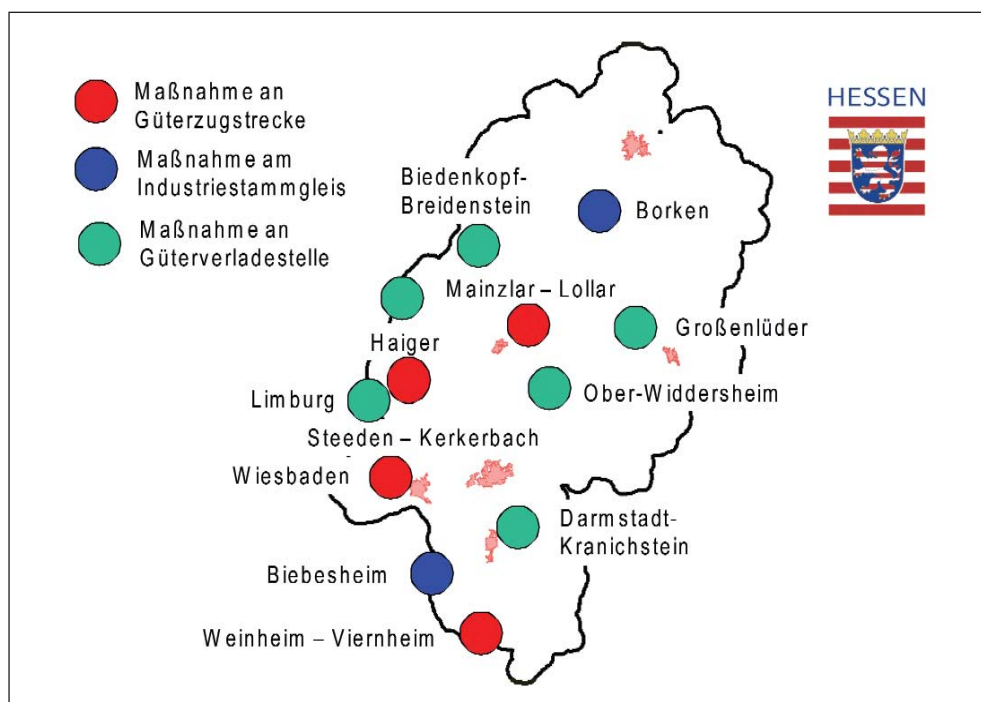 Maßnahme an
Güterzugstrecke
Maßnahme am
Industriestammgleis
Maßnahme an
Güterverladestelle
HESSEN
Biedenkopf-
Breidenstein
Borken
Mainzlar – Lollar
Großenlüder
Haiger
Limburg
Ober-Widdersheim
Steeden – Kerkerbach
Wiesbaden
Darmstadt-
Kranichstein
Biebesheim
Weinheim – Viernheim